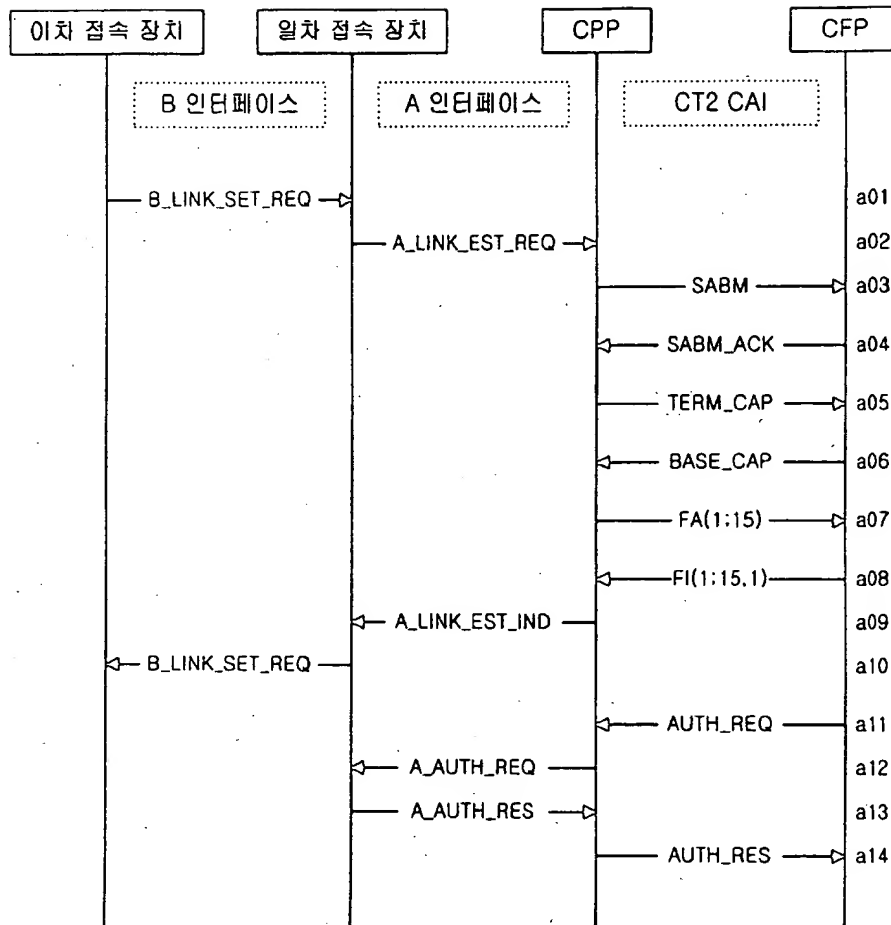 이차 접속 장치 일차 접속 장치 CPP CFP
B 인터페이스 A 인터페이스 CT2 CAI
B_LINK_SET_REQ a01
A_LINK_EST_REQ a02
SABM a03
SABM_ACK a04
TERM_CAP a05
BASE_CAP a06
FA(1:15) a07
FI(1:15.1) a08
A_LINK_EST_IND a09
B_LINK_SET_REQ a10
AUTH_REQ a11
A_AUTH_REQ a12
A_AUTH_RES a13
AUTH_RES a14